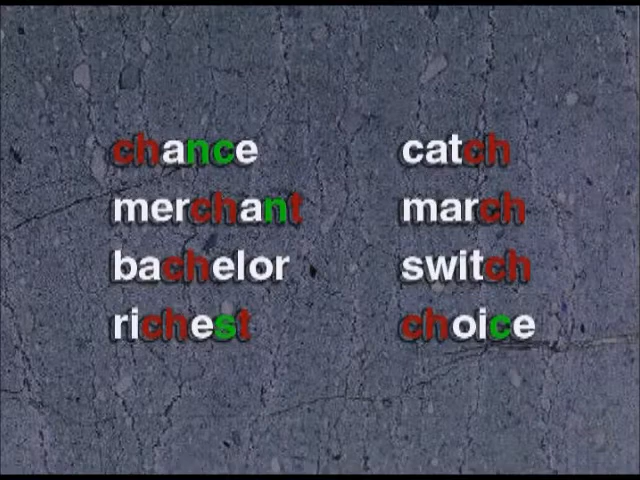 chance
merchant
bachelor
richest
catch
march
switch
choice